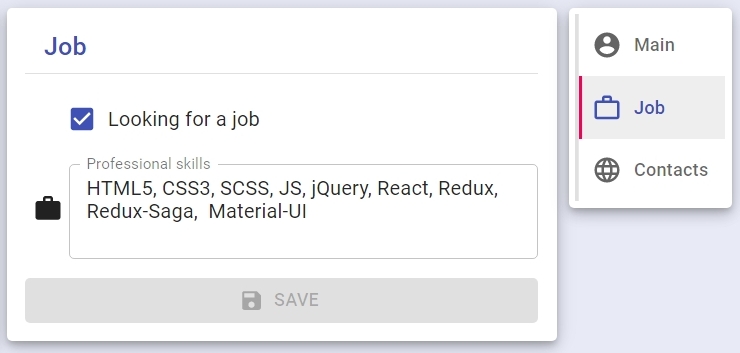 Job
Looking for a job
Professional skills
HTML5, CSS3, SCSS, JS, jQuery, React, Redux,
Redux-Saga,  Material-UI
SAVE
Main
Job
Contacts